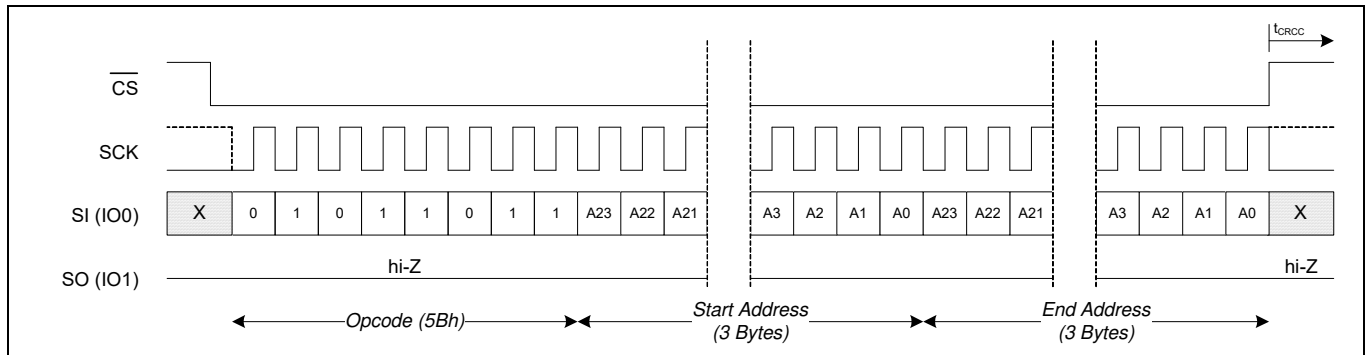 tCRCC
CS
SCK
SI (IO0) X 0 1 0 1 1 0 1 1 A23 A22 A21 A3 A2 A1 A0 A23 A22 A21 A3 A2 A1 A0 X
hi-Z hi-Z
SO (IO1)
Opcode (5Bh) Start Address End Address
(3 Bytes) (3 Bytes)